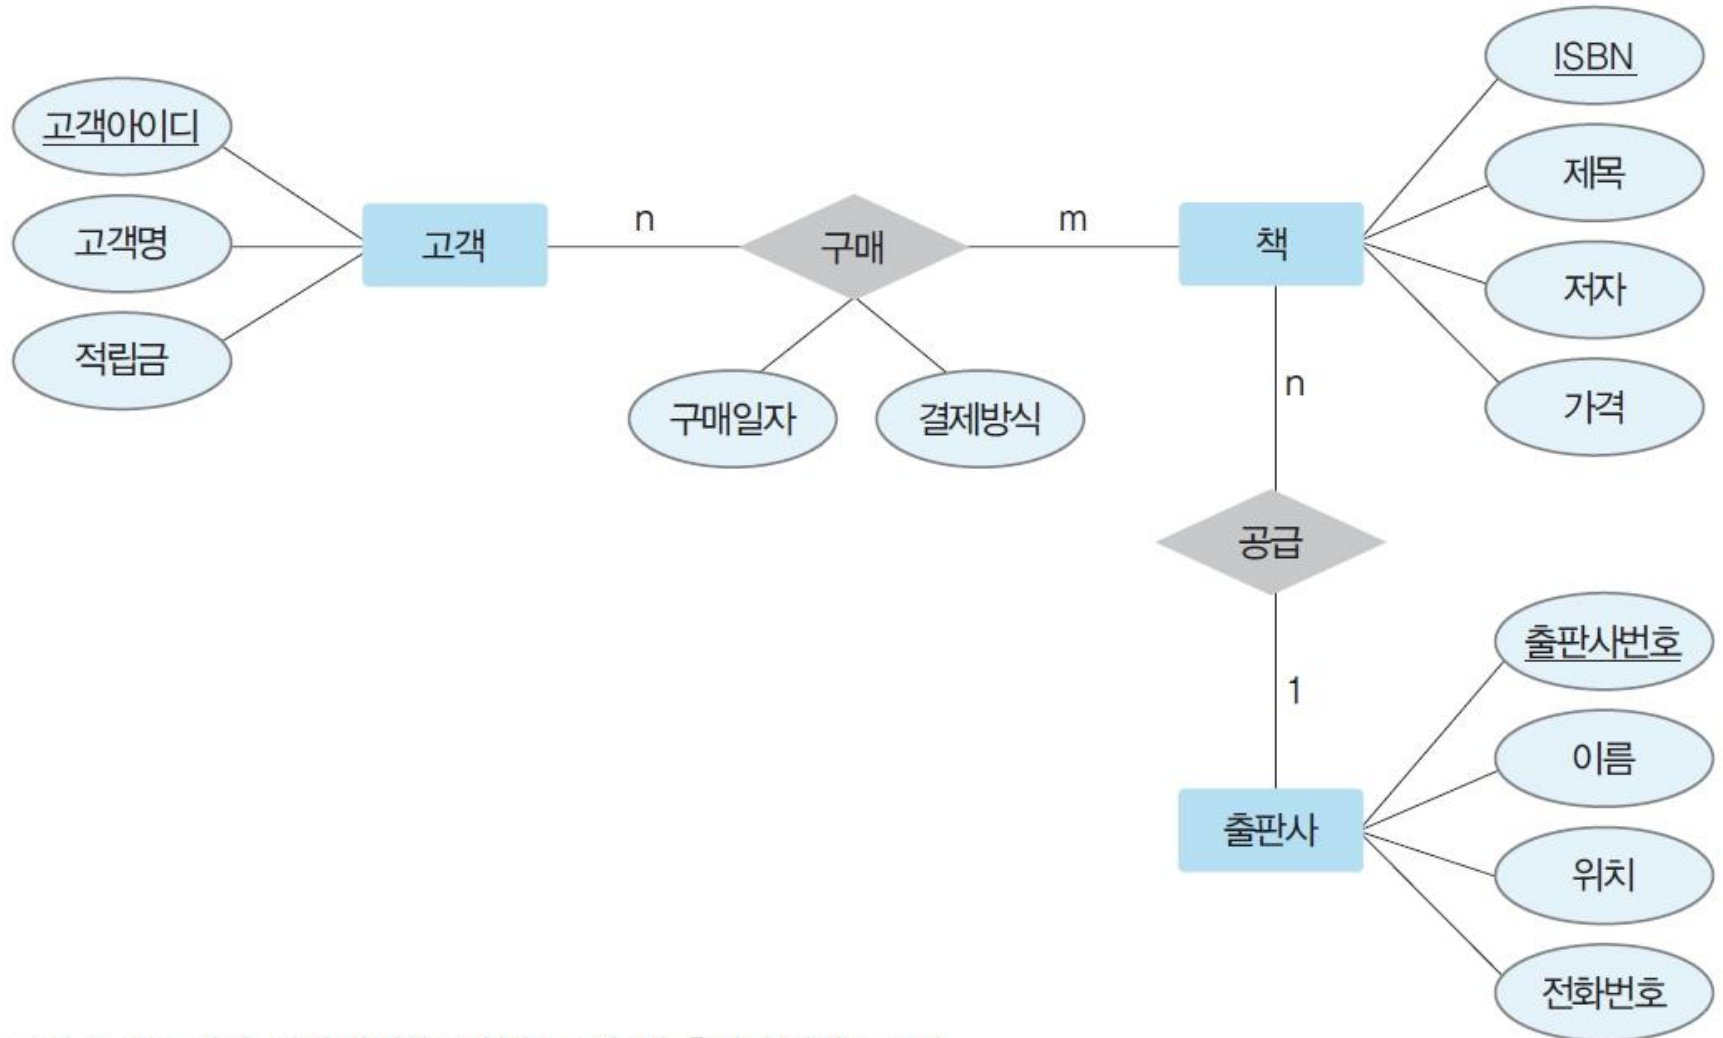 고객아이디
고객명
적립금
고객
n
구매
m
구매일자
결제방식
책
ISBN
제목
저자
가격
n
공급
1
출판사
출판사번호
이름
위치
전화번호